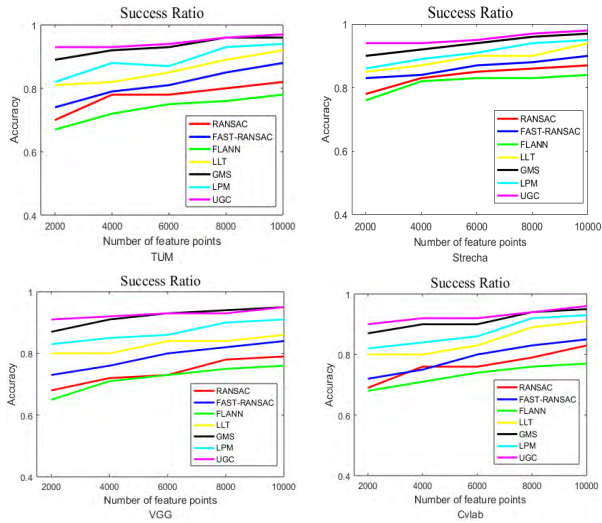 Success Ratio
Accuracy
1
0.8
0.6
0.4
2000 4000 6000 8000 10000
Number of feature points
RANSAC
FAST-RANSAC
FLANN
LLT
GMS
LPM
UGC
TUM
Success Ratio
Accuracy
1
0.8
0.6
0.4
2000 4000 6000 8000 10000
Number of feature points
RANSAC
FAST-RANSAC
FLANN
LLT
GMS
LPM
UGC
Strecha
Success Ratio
Accuracy
1
0.8
0.6
0.4
2000 4000 6000 8000 10000
Number of feature points
RANSAC
FAST-RANSAC
FLANN
LLT
GMS
LPM
UGC
VGG
Success Ratio
Accuracy
1
0.8
0.6
0.4
2000 4000 6000 8000 10000
Number of feature points
RANSAC
FAST-RANSAC
FLANN
LLT
GMS
LPM
UGC
Cvlab